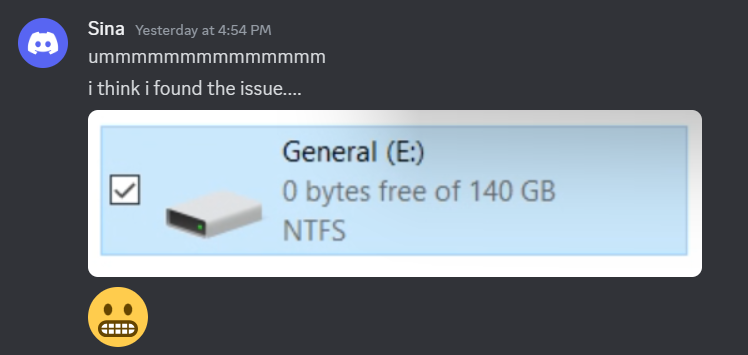 Sina Yesterday at 4:54 PM
ummmmmmmmmmmmmmm
i think i found the issue....
General (E:)
0 bytes free of 140 GB
NTFS